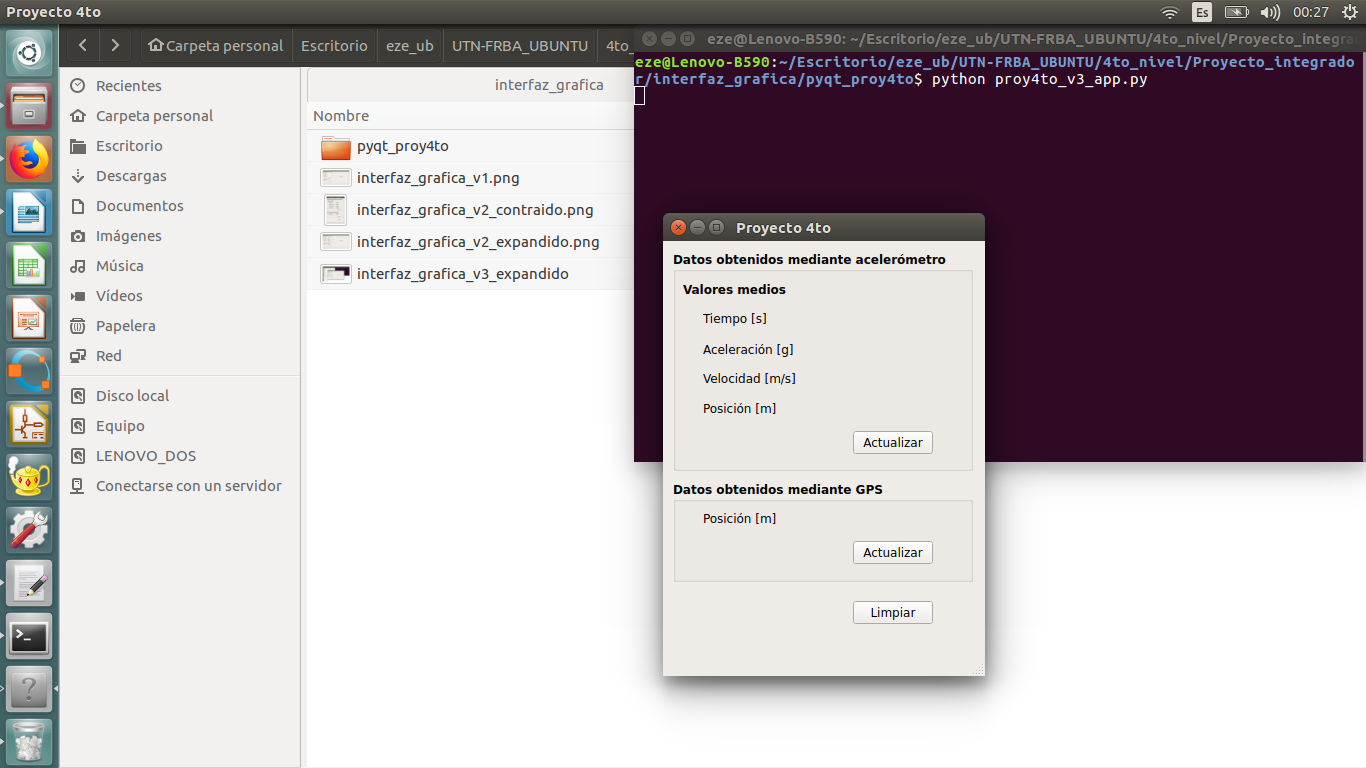 Proyecto 4to
Es
00:27
Carpeta personal
Escritorio
eze_ub
UTN-FRBA_UBUNTU
4to_
Recientes
Carpeta personal
Escritorio
Descargas
Documentos
Imágenes
Música
Vídeos
Papelera
Red
Disco local
Equipo
LENOVO_DOS
Conectarse con un servidor
interfaz_grafica
Nombre
pyqt_proy4to
interfaz_grafica_v1.png
interfaz_grafica_v2_contraido.png
interfaz_grafica_v2_expandido.png
interfaz_grafica_v3_expandido
eze@Lenovo-B590: ~/Escritorio/eze_ub/UTN-FRBA_UBUNTU/4to_nivel/Proyecto_integra
eze@Lenovo-B590:~/Escritorio/eze_ub/UTN-FRBA_UBUNTU/4to_nivel/Proyecto_integrado
r/interfaz_grafica/pyqt_proy4to$ python proy4to_v3_app.py
Proyecto 4to
Datos obtenidos mediante acelerómetro
Valores medios
Tiempo [s]
Aceleración [g]
Velocidad [m/s]
Posición [m]
Actualizar
Datos obtenidos mediante GPS
Posición [m]
Actualizar
Limpiar